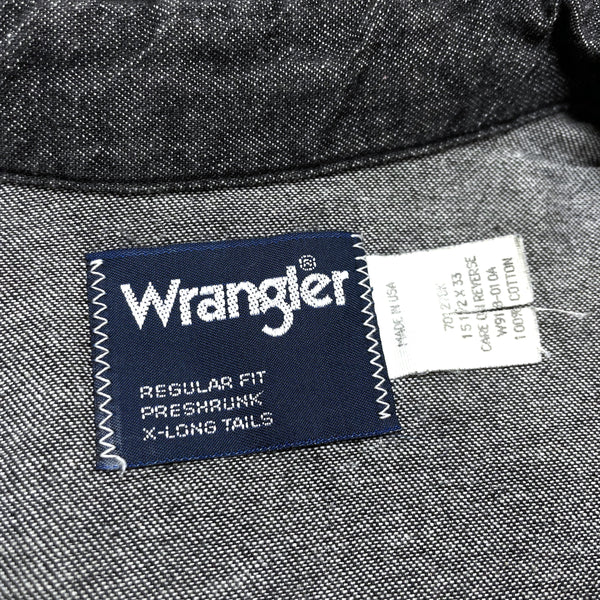 Wrangler®
REGULAR FIT
PRESHRUNK
X-LONG TAILS
MADE IN USA
15 1/2 X 33
CARE ON REVERSE
100% COTTON